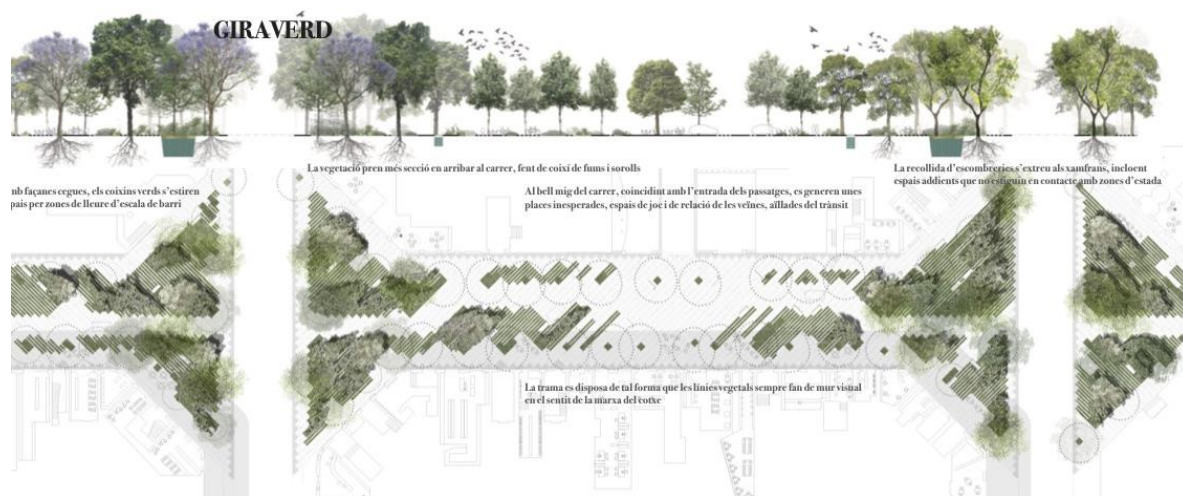 GIRAVERD
La vegetació pren més secció en arribar al carrer, fent de coixí de fums i sorolls
La recollida d'escombreries s'extreu als xamfrans, incloent
espais addients que no estiguin en contacte amb zones d'estada
mb façanes cegues, els coixins verds s'estiren
pais per zones de lleure d'escala de barri
Al bell mig del carrer, coincidint amb l'entrada dels passatges, es generen unes
places inesperades, espais de joc i de relació de les veïnes, aïllades del trànsit
La trama es disposa de tal forma que les línies vegetals sempre fan de mur visual
en el sentit de la marxa del cotxe